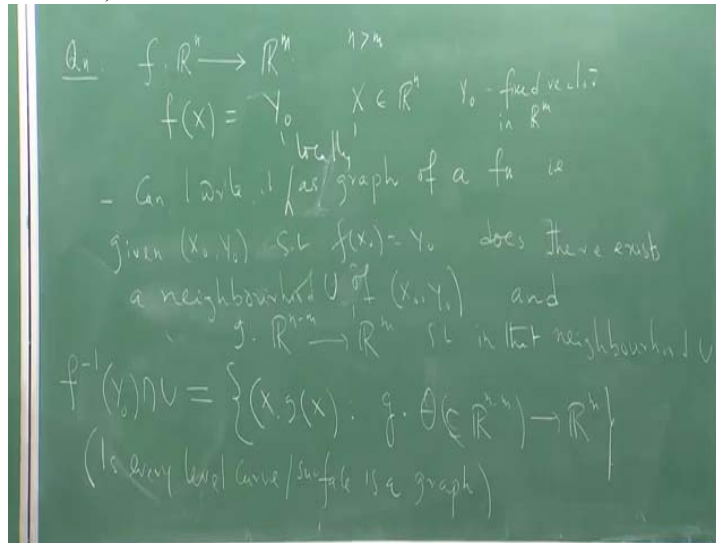 Qn. f: ℝⁿ → ℝᵐ n>m
f(X) = Y₀ X ∈ ℝⁿ Y₀ - fixed vector
in ℝᵐ
locally
- Can I write it as graph of a fn ie
given (X₀, Y₀) s.t f(X₀) = Y₀ does there exists
a neighbourhood U of (X₀, Y₀) and
g: ℝⁿ⁻ᵐ → ℝᵐ s.t in that neighbourhood U
f⁻¹(Y₀)∩U = {(X, g(X)) : g: θ(⊆ ℝⁿ⁻ᵐ) → ℝᵐ}
(Is every level curve/surface is a graph)